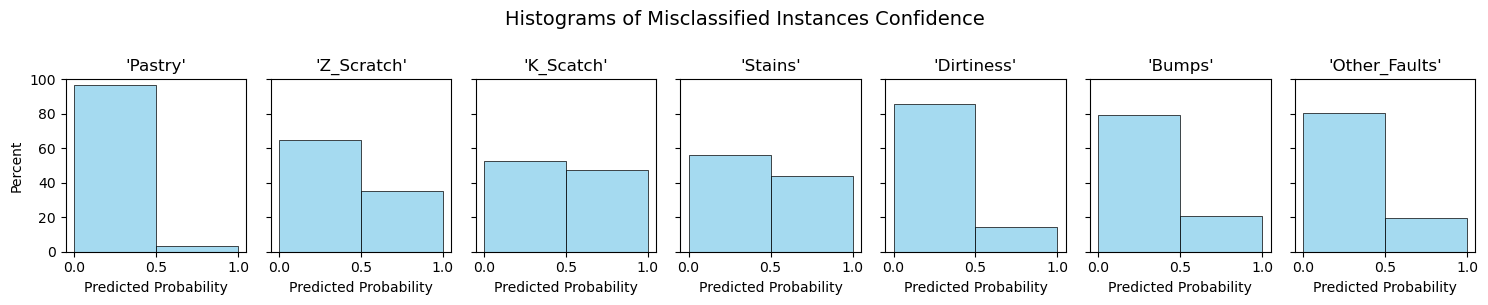 Histograms of Misclassified Instances Confidence
'Pastry' 'Z_Scratch' 'K_Scatch' 'Stains' 'Dirtiness' 'Bumps' 'Other_Faults'
100
80
60
40
20
0
Percent
0.0 0.5 1.0 0.0 0.5 1.0 0.0 0.5 1.0 0.0 0.5 1.0 0.0 0.5 1.0 0.0 0.5 1.0 0.0 0.5 1.0
Predicted Probability Predicted Probability Predicted Probability Predicted Probability Predicted Probability Predicted Probability Predicted Probability